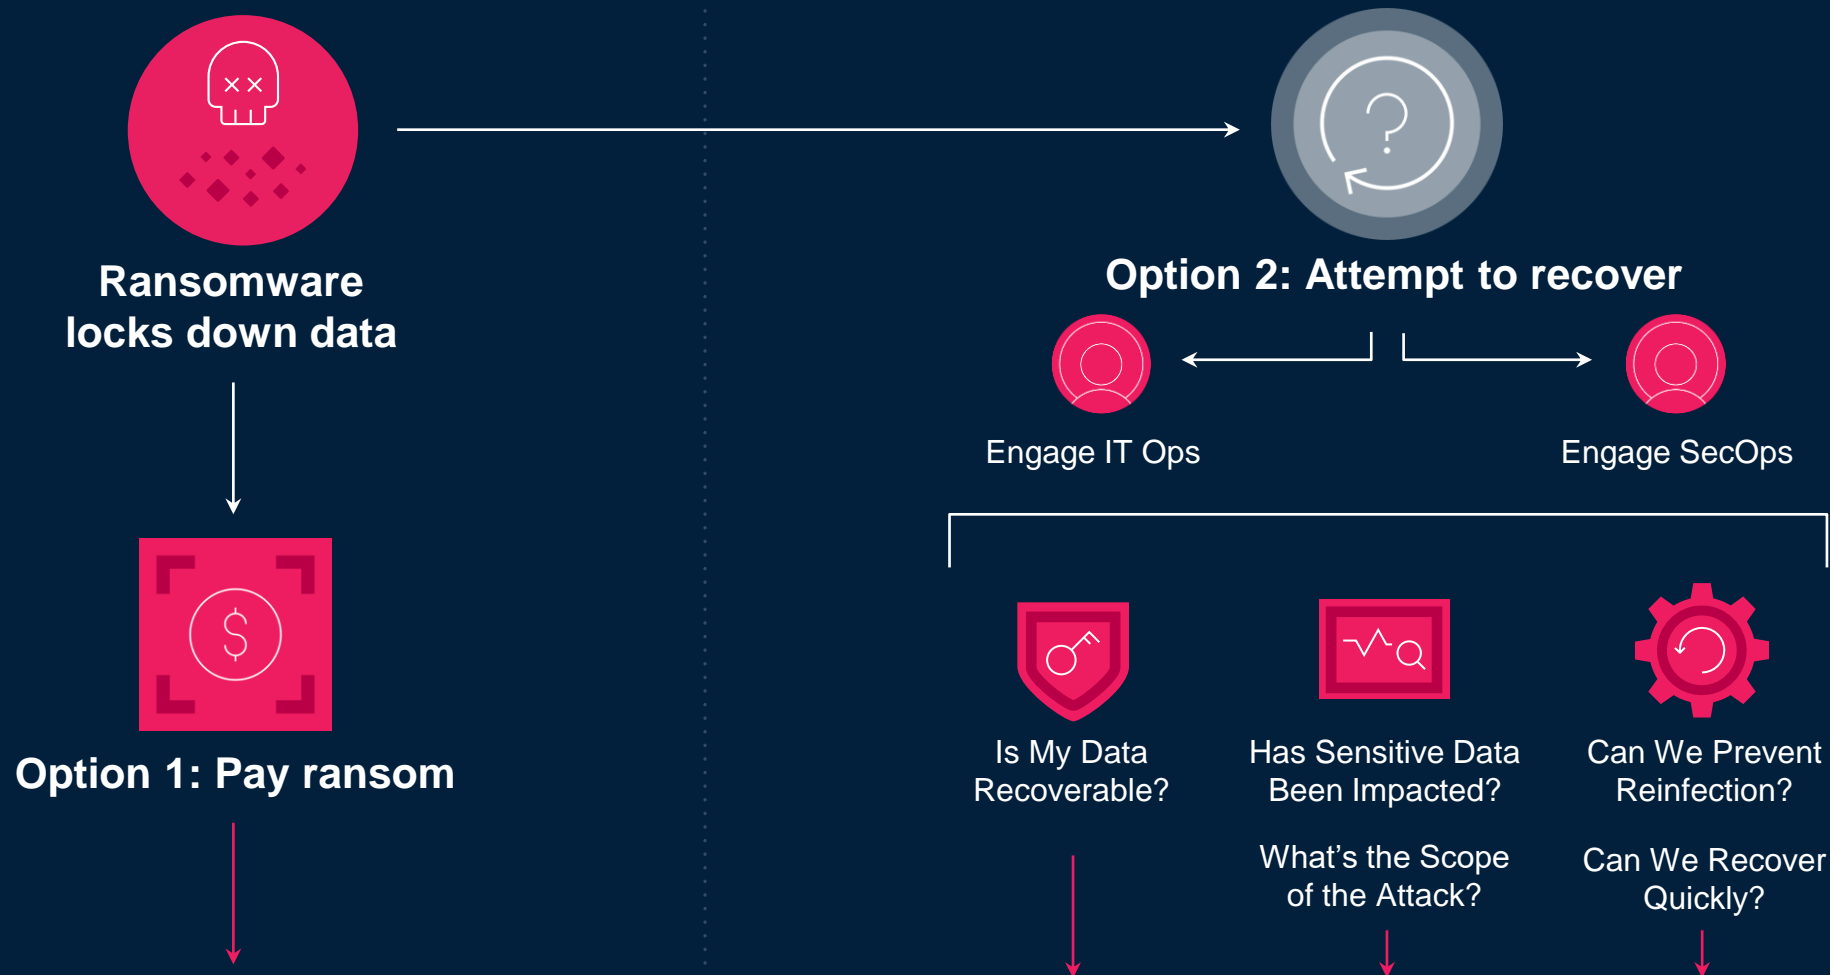 Ransomware
locks down data
Option 1: Pay ransom
Option 2: Attempt to recover
Engage IT Ops
Engage SecOps
Is My Data
Recoverable?
Has Sensitive Data
Been Impacted?
What's the Scope
of the Attack?
Can We Prevent
Reinfection?
Can We Recover
Quickly?